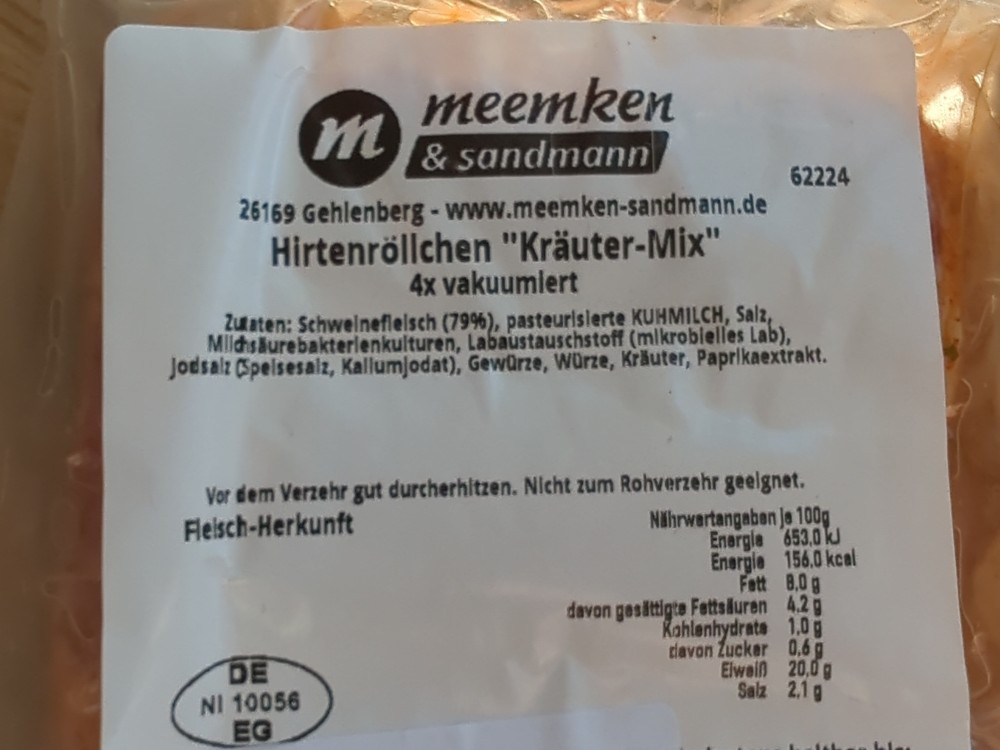 m meemken
& sandmann
62224
26169 Gehlenberg - www.meemken-sandmann.de
Hirtenröllchen "Kräuter-Mix"
4x vakuumiert
Zutaten: Schweinefleisch (79%), pasteurisierte KUHMILCH, Salz,
Milchsäurebakterienkulturen, Labaustauschstoff (mikrobielles Lab),
Jodsalz (Speisesalz, Kaliumjodat), Gewürze, Würze, Kräuter, Paprikaextrakt.
Vor dem Verzehr gut durcherhitzen. Nicht zum Rohverzehr geeignet.
Fleisch-Herkunft
Nährwertangaben je 100g
Energie 653,0 kJ
Energie 156,0 kcal
Fett 8,0 g
davon gesättigte Fettsäuren 4,2 g
Kohlenhydrate 1,0 g
davon Zucker 0,6 g
Eiweiß 20,0 g
Salz 2,1 g
DE
NI 10056
EG